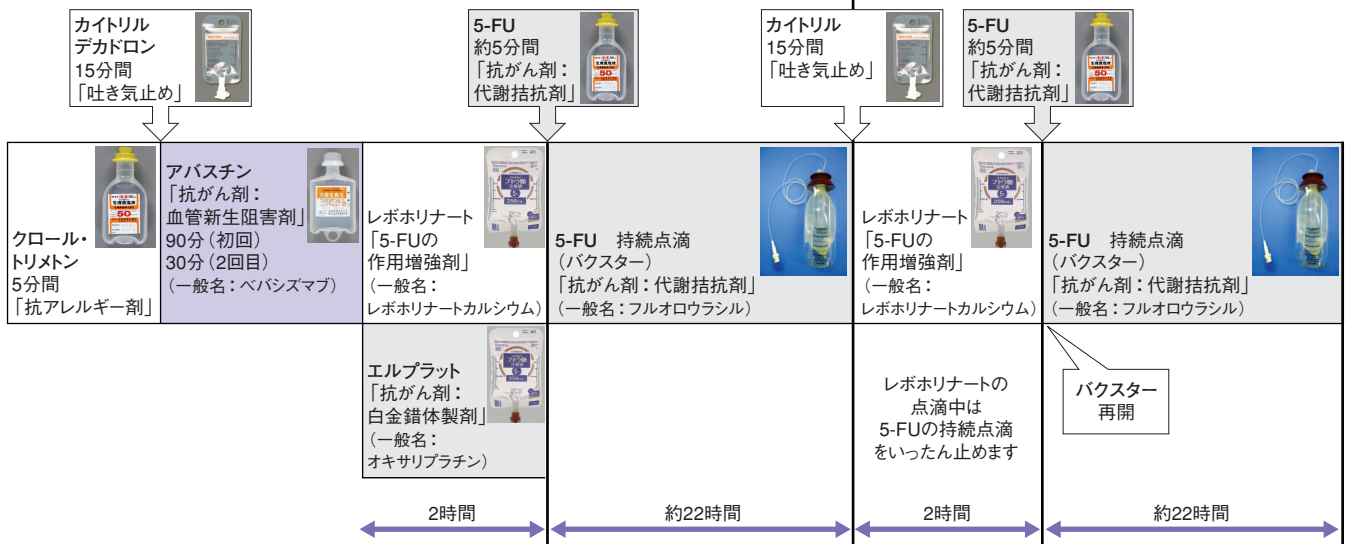 カイトリル
デカドロン
15分間
「吐き気止め」
5-FU
約5分間
「抗がん剤：
代謝拮抗剤」
カイトリル
15分間
「吐き気止め」
5-FU
約5分間
「抗がん剤：
代謝拮抗剤」
クロール・
トリメトン
5分間
「抗アレルギー剤」
アバスチン
「抗がん剤：
血管新生阻害剤」
90分（初回）
30分（2回目）
（一般名：ベバシズマブ）
レボホリナート
「5-FUの
作用増強剤」
（一般名：
レボホリナートカルシウム）
5-FU　持続点滴
（バクスター）
「抗がん剤：代謝拮抗剤」
（一般名：フルオロウラシル）
レボホリナート
「5-FUの
作用増強剤」
（一般名：
レボホリナートカルシウム）
5-FU　持続点滴
（バクスター）
「抗がん剤：代謝拮抗剤」
（一般名：フルオロウラシル）
エルプラット
「抗がん剤：
白金錯体製剤」
（一般名：
オキサリプラチン）
レボホリナートの
点滴中は
5-FUの持続点滴
をいったん止めます
バクスター
再開
2時間
約22時間
2時間
約22時間